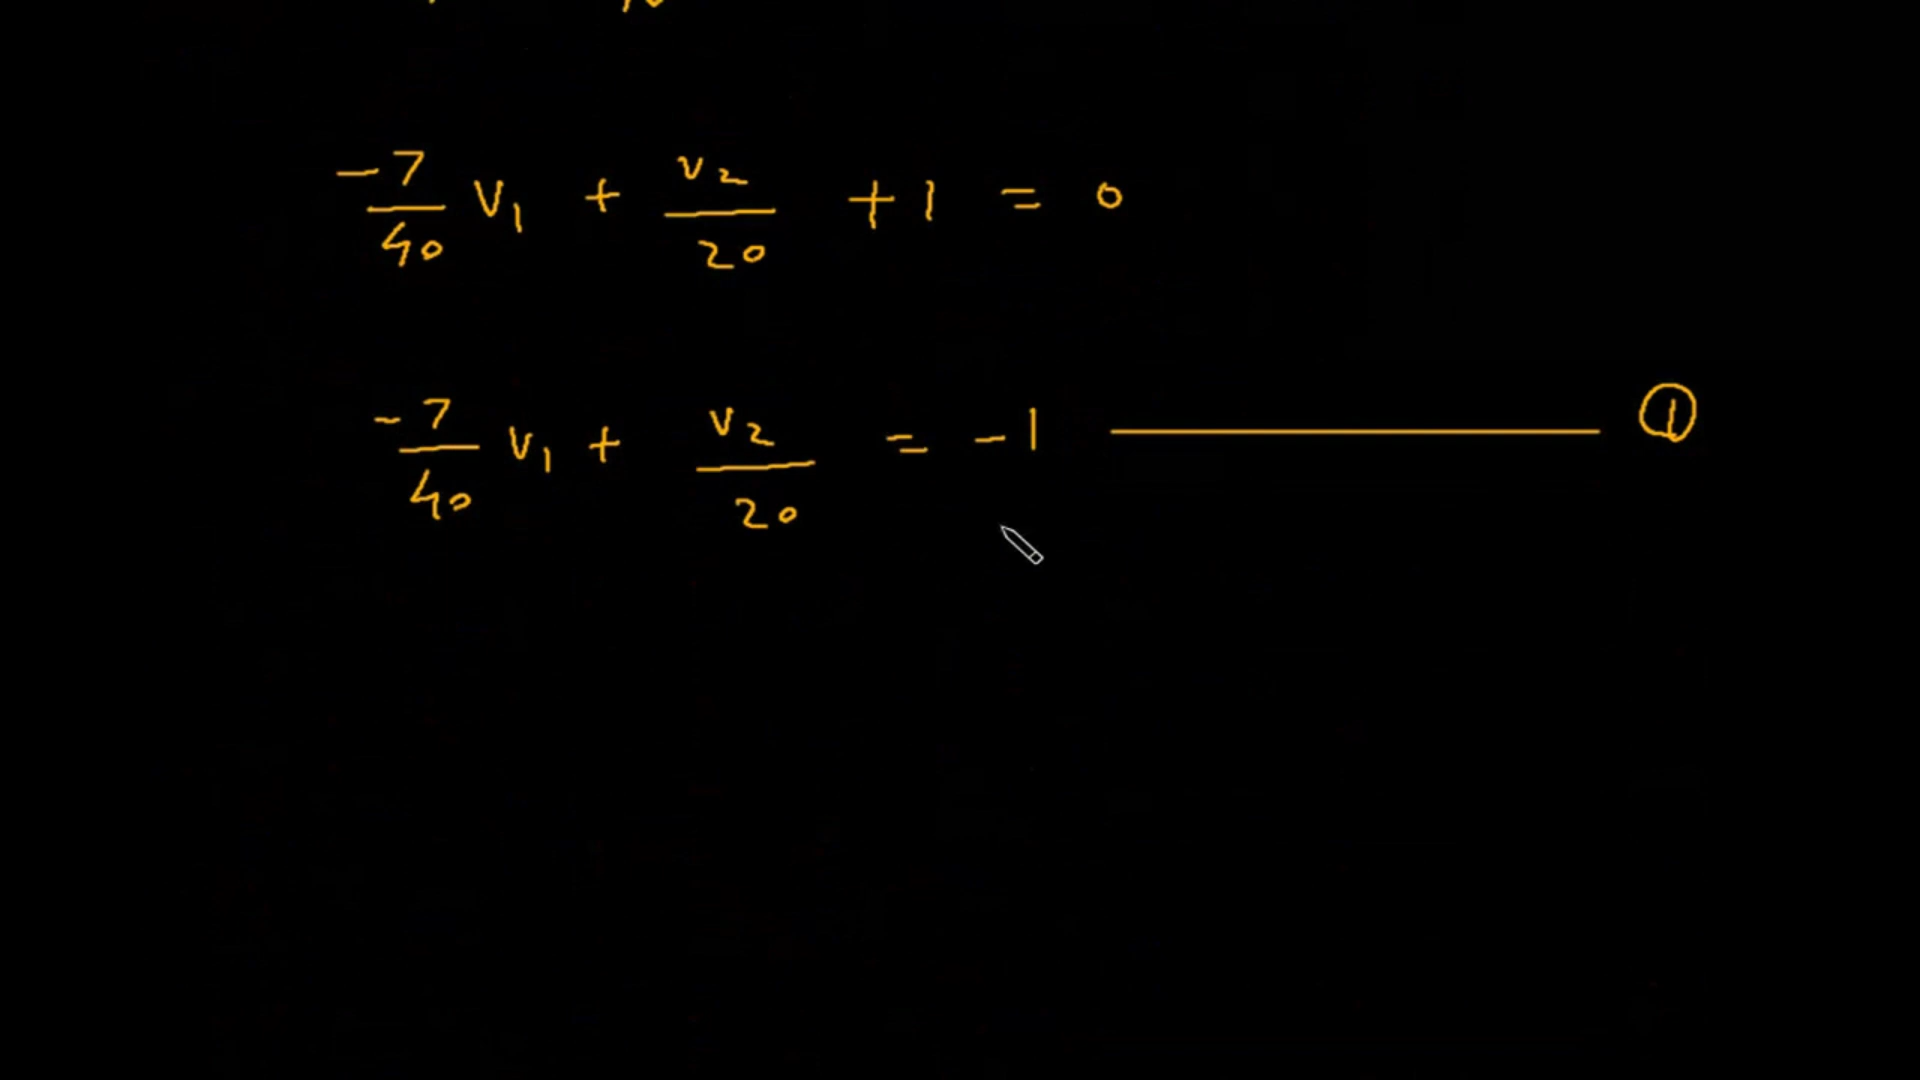 -7/40 V₁ + V₂/20 + 1 = 0
-7/40 V₁ + V₂/20 = -1 ——— ①